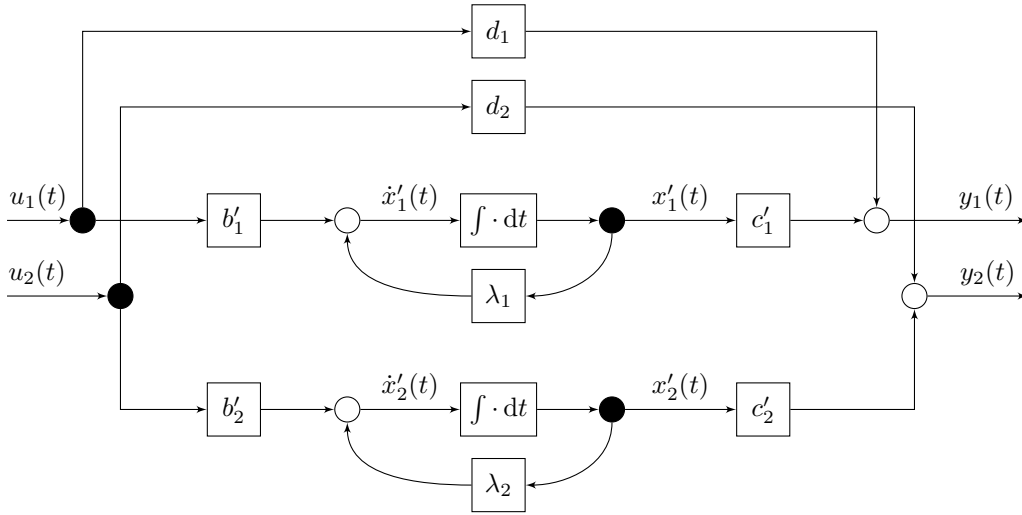 d₁
d₂
u₁(t) b′₁ ẋ′₁(t) ∫ · dt x′₁(t) c′₁ y₁(t)
u₂(t) λ₁ y₂(t)
b′₂ ẋ′₂(t) ∫ · dt x′₂(t) c′₂
λ₂